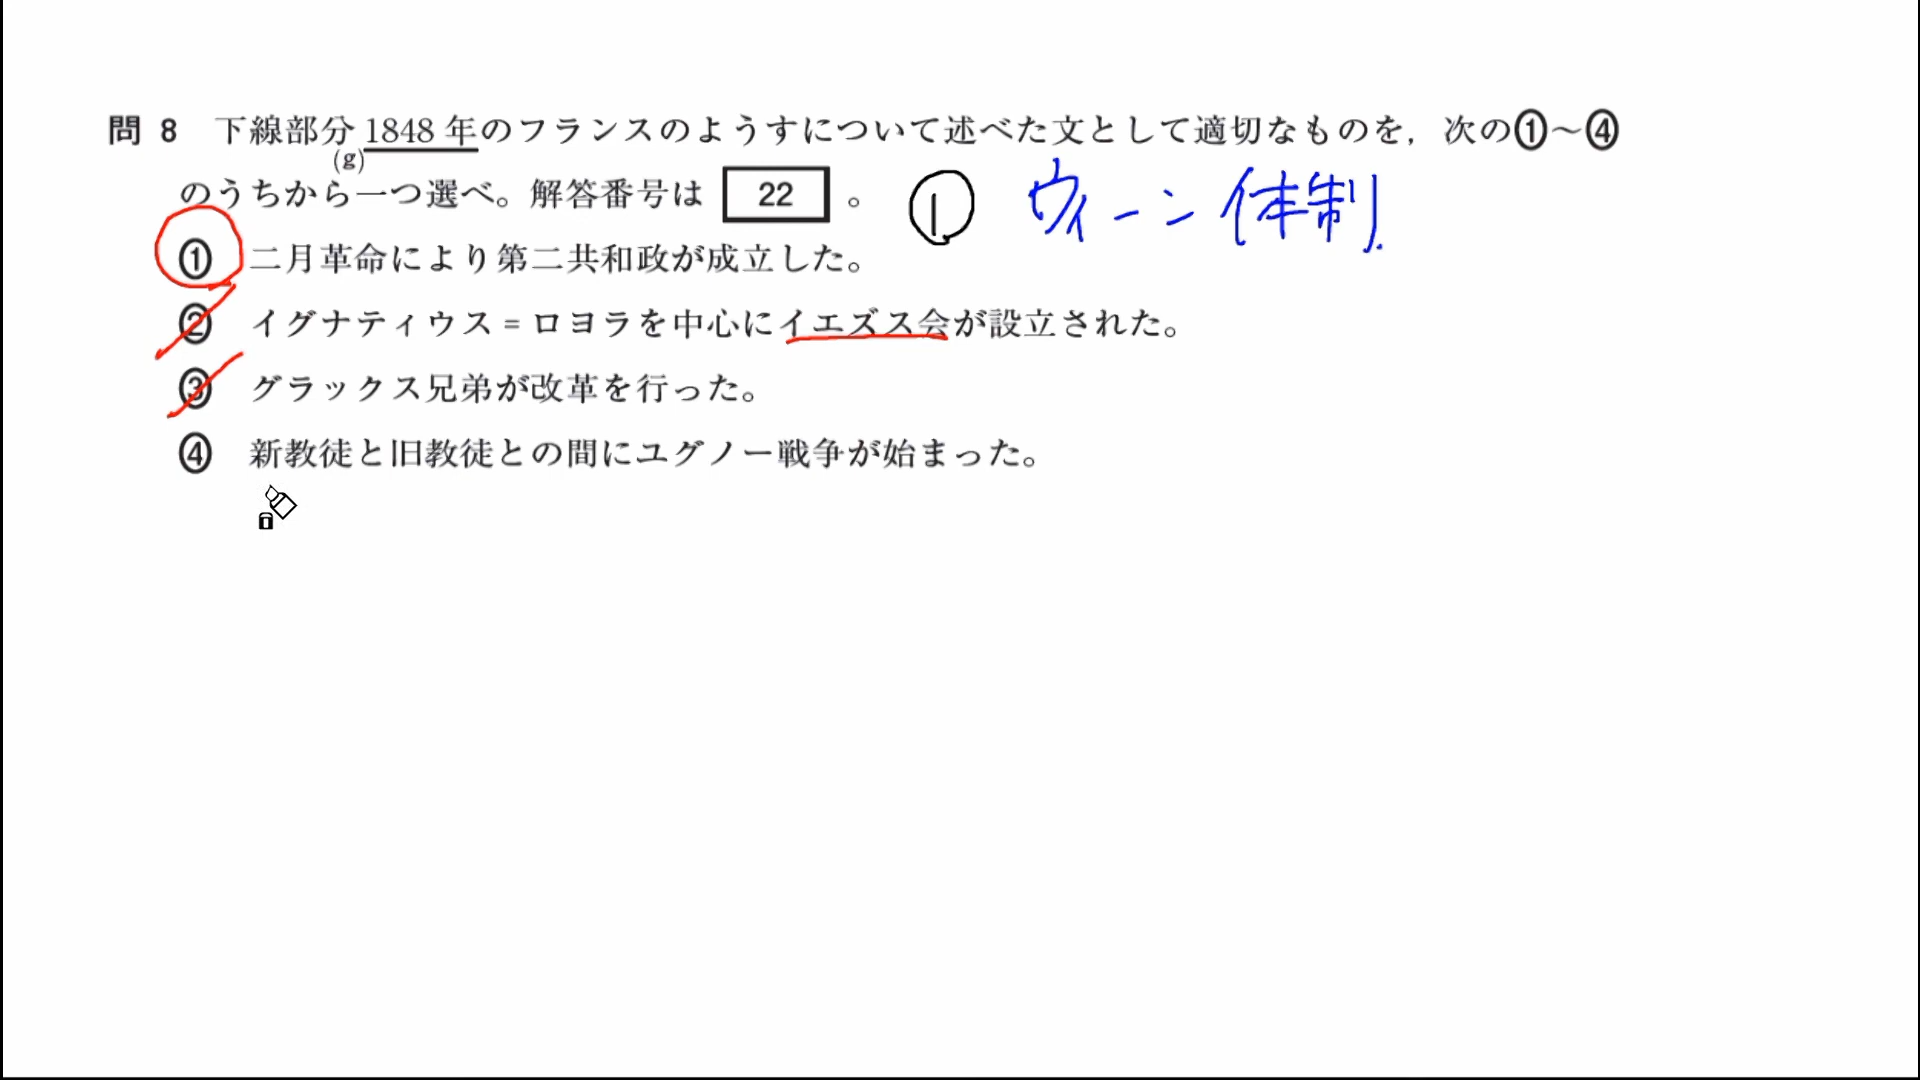 問 8 下線部分1848年のフランスのようすについて述べた文として適切なものを，次の①～④
(g)
のうちから一つ選べ。解答番号は 22 。
① ウィーン体制
① 二月革命により第二共和政が成立した。
② イグナティウス=ロヨラを中心にイエズス会が設立された。
③ グラックス兄弟が改革を行った。
④ 新教徒と旧教徒との間にユグノー戦争が始まった。